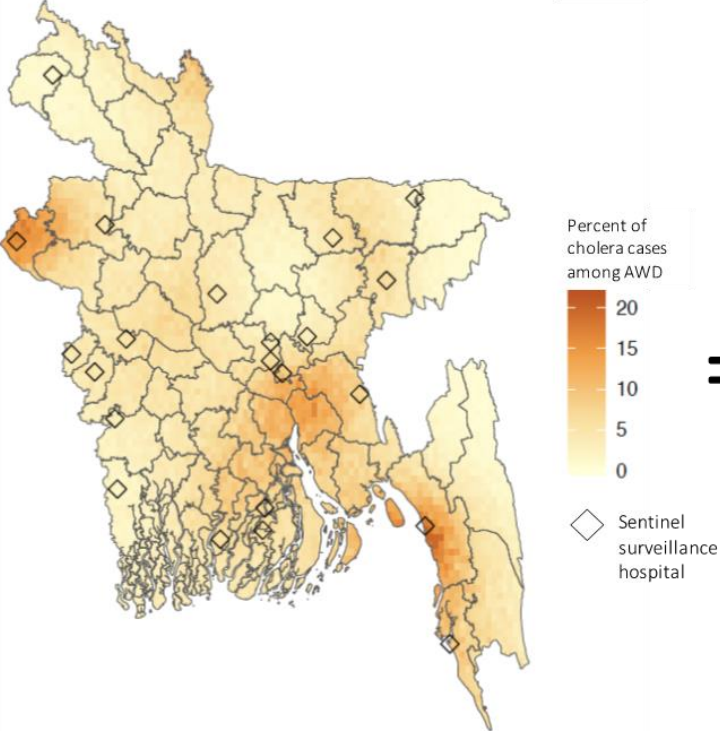 Percent of
cholera cases
among AWD
20
15
10
5
0
Sentinel
surveillance
hospital